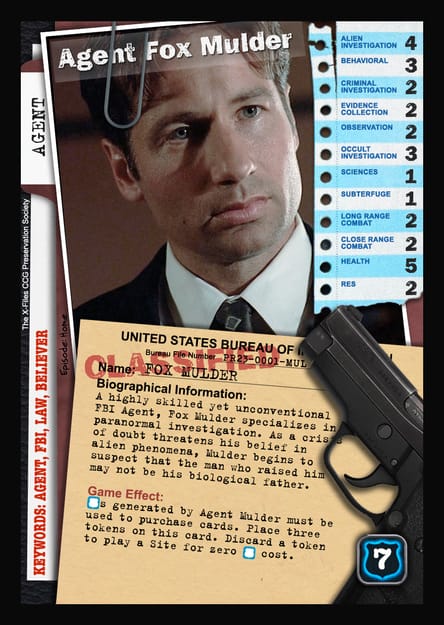 Agent Fox Mulder
AGENT
The X-Files CCG Preservation Society
KEYWORDS: AGENT, FBI, LAW, BELIEVER
Episode: Home
ALIEN INVESTIGATION 4
BEHAVIORAL 3
CRIMINAL INVESTIGATION 2
EVIDENCE COLLECTION 2
OBSERVATION 2
OCCULT INVESTIGATION 3
SCIENCES 1
SUBTERFUGE 1
LONG RANGE COMBAT 2
CLOSE RANGE COMBAT 2
HEALTH 5
RES 2
UNITED STATES BUREAU OF
Bureau File Number PR23-0001-MUL
CLASSIFIED
Name: FOX MULDER
Biographical Information:
A highly skilled yet unconventional
FBI Agent, Fox Mulder specializes in
paranormal investigation. As a crisis
of doubt threatens his belief in
alien phenomena, Mulder begins to
suspect that the man who raised him
may not be his biological father.
Game Effect:
s generated by Agent Mulder must be
used to purchase cards. Place three
tokens on this card. Discard a token
to play a Site for zero cost.
7